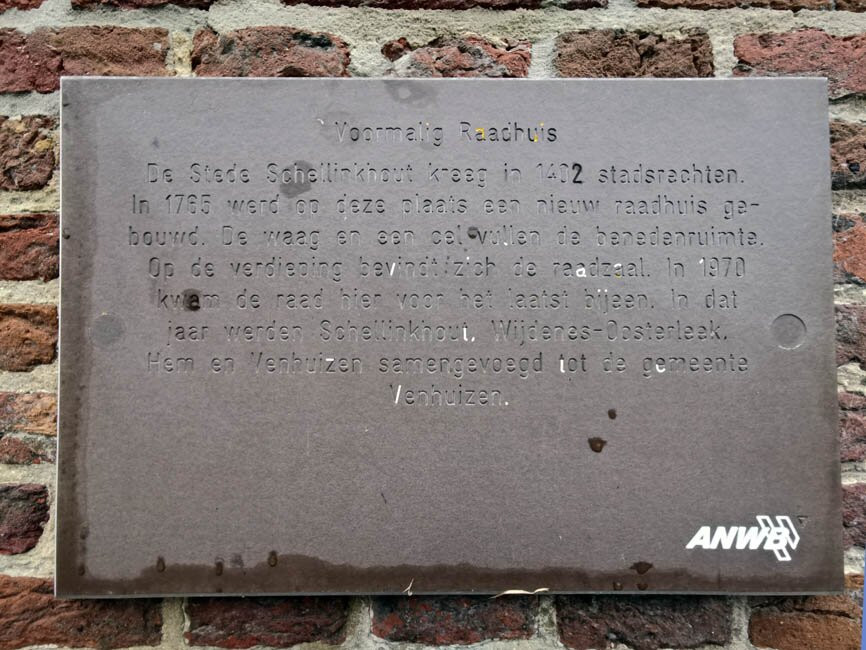 Voormalig Raadhuis
De Stede Schellinkhout kreeg in 1402 stadsrechten.
In 1765 werd op deze plaats een nieuw raadhuis ge-
bouwd. De waag en een cel vullen de benedenruimte.
Op de verdieping bevindt zich de raadzaal. In 1970
kwam de raad hier voor het laatst bijeen. In dat
jaar werden Schellinkhout, Wijdenes-Oosterleek,
Hem en Venhuizen samengevoegd tot de gemeente
Venhuizen.
ANWB